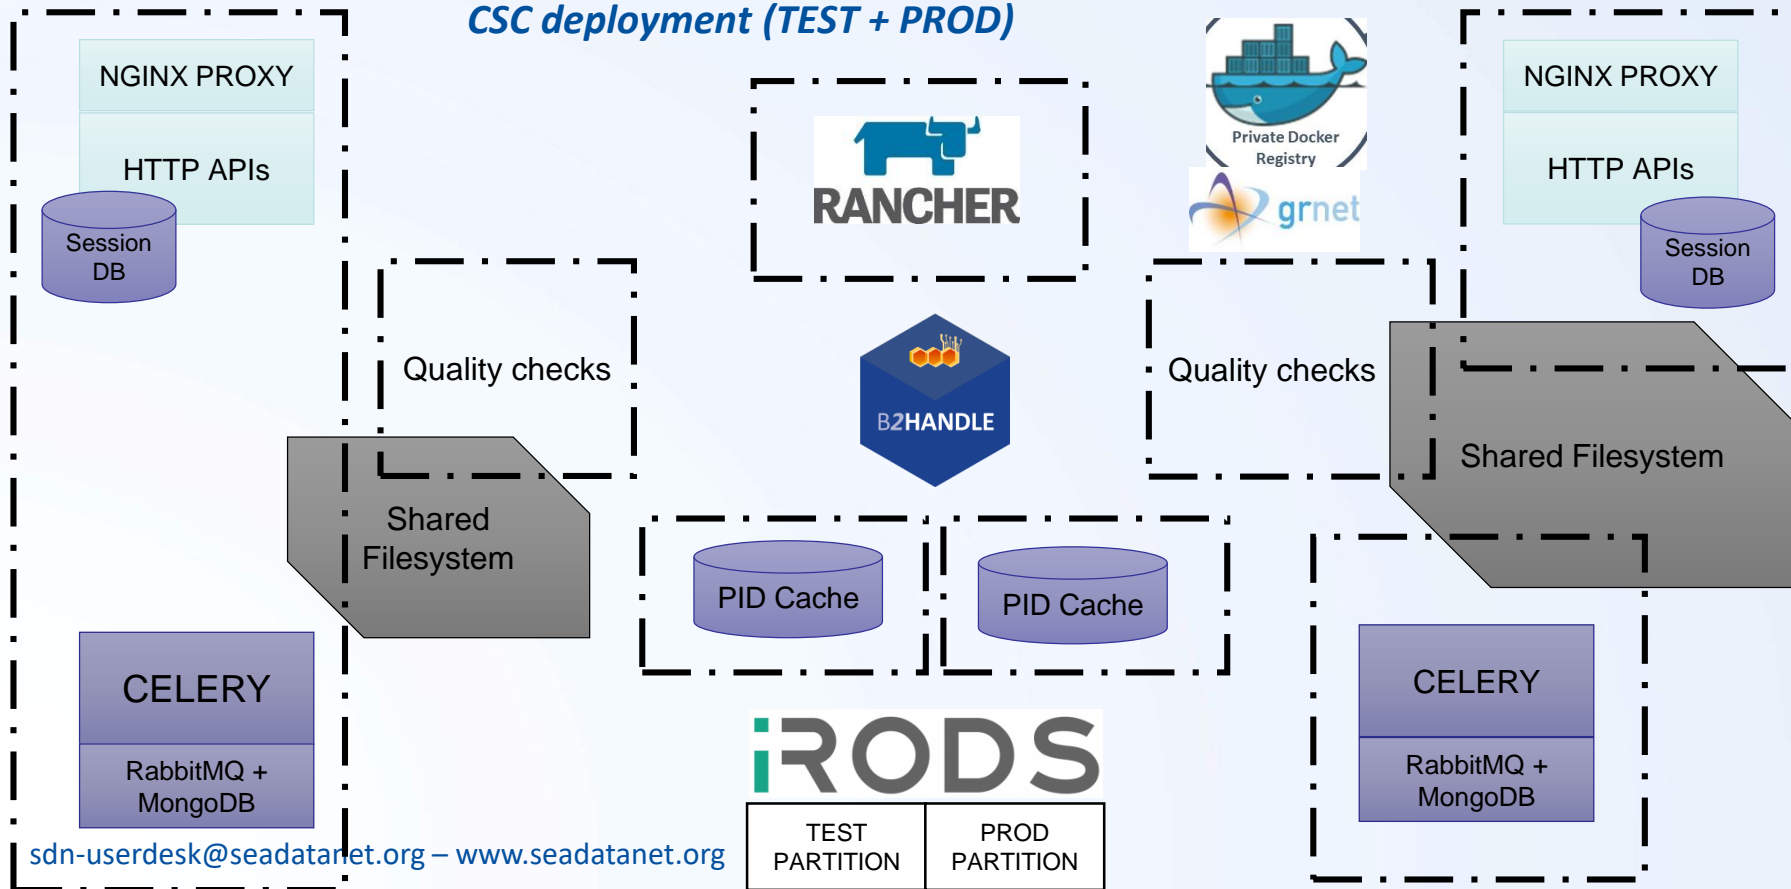 CSC deployment (TEST + PROD)
NGINX PROXY
HTTP APIs
Session
DB
RANCHER
Private Docker
Registry
grnet
NGINX PROXY
HTTP APIs
Session
DB
Quality checks
B2HANDLE
Quality checks
Shared
Filesystem
Shared Filesystem
PID Cache
PID Cache
CELERY
RabbitMQ +
MongoDB
CELERY
RabbitMQ +
MongoDB
iRODS
TEST
PARTITION
PROD
PARTITION
sdn-userdesk@seadatanet.org – www.seadatanet.org